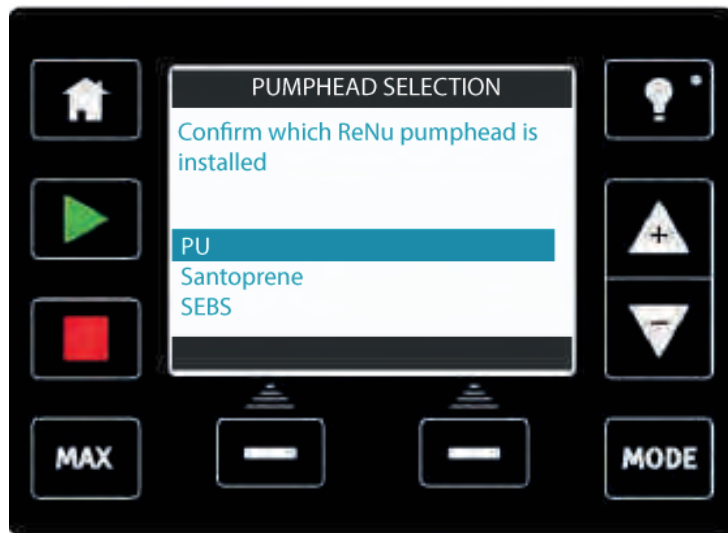 PUMPHEAD SELECTION
Confirm which ReNu pumphead is
installed
PU
Santoprene
SEBS
+
-
MAX
MODE